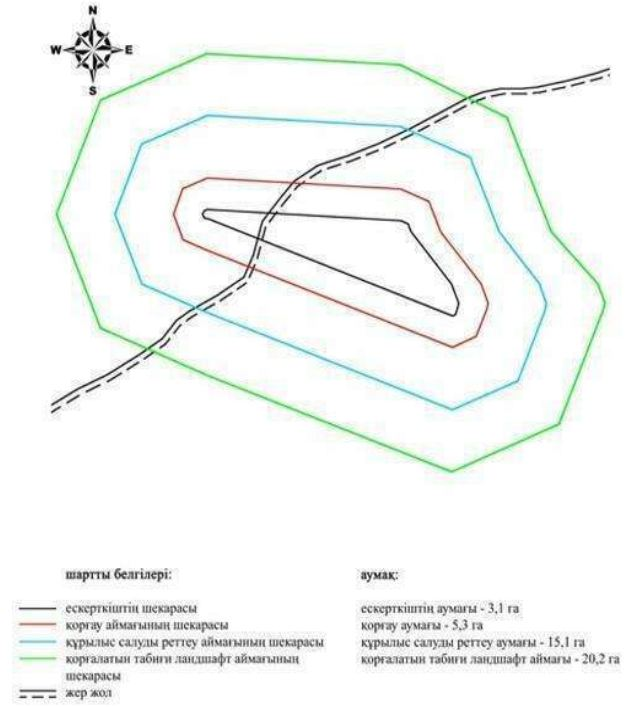 N
W E
S
шартты белгілері:
аумақ:
ескерткіштің шекарасы
ескерткіштің аумағы - 3,1 га
қорғау аймағының шекарасы
қорғау аумағы - 5,3 га
құрылыс салуды реттеу аймағының шекарасы
құрылыс салуды реттеу аумағы - 15,1 га
қорғалатын табиғи ландшафт аймағының
қорғалатын табиғи ландшафт аймағы - 20,2 га
шекарасы
жер жол